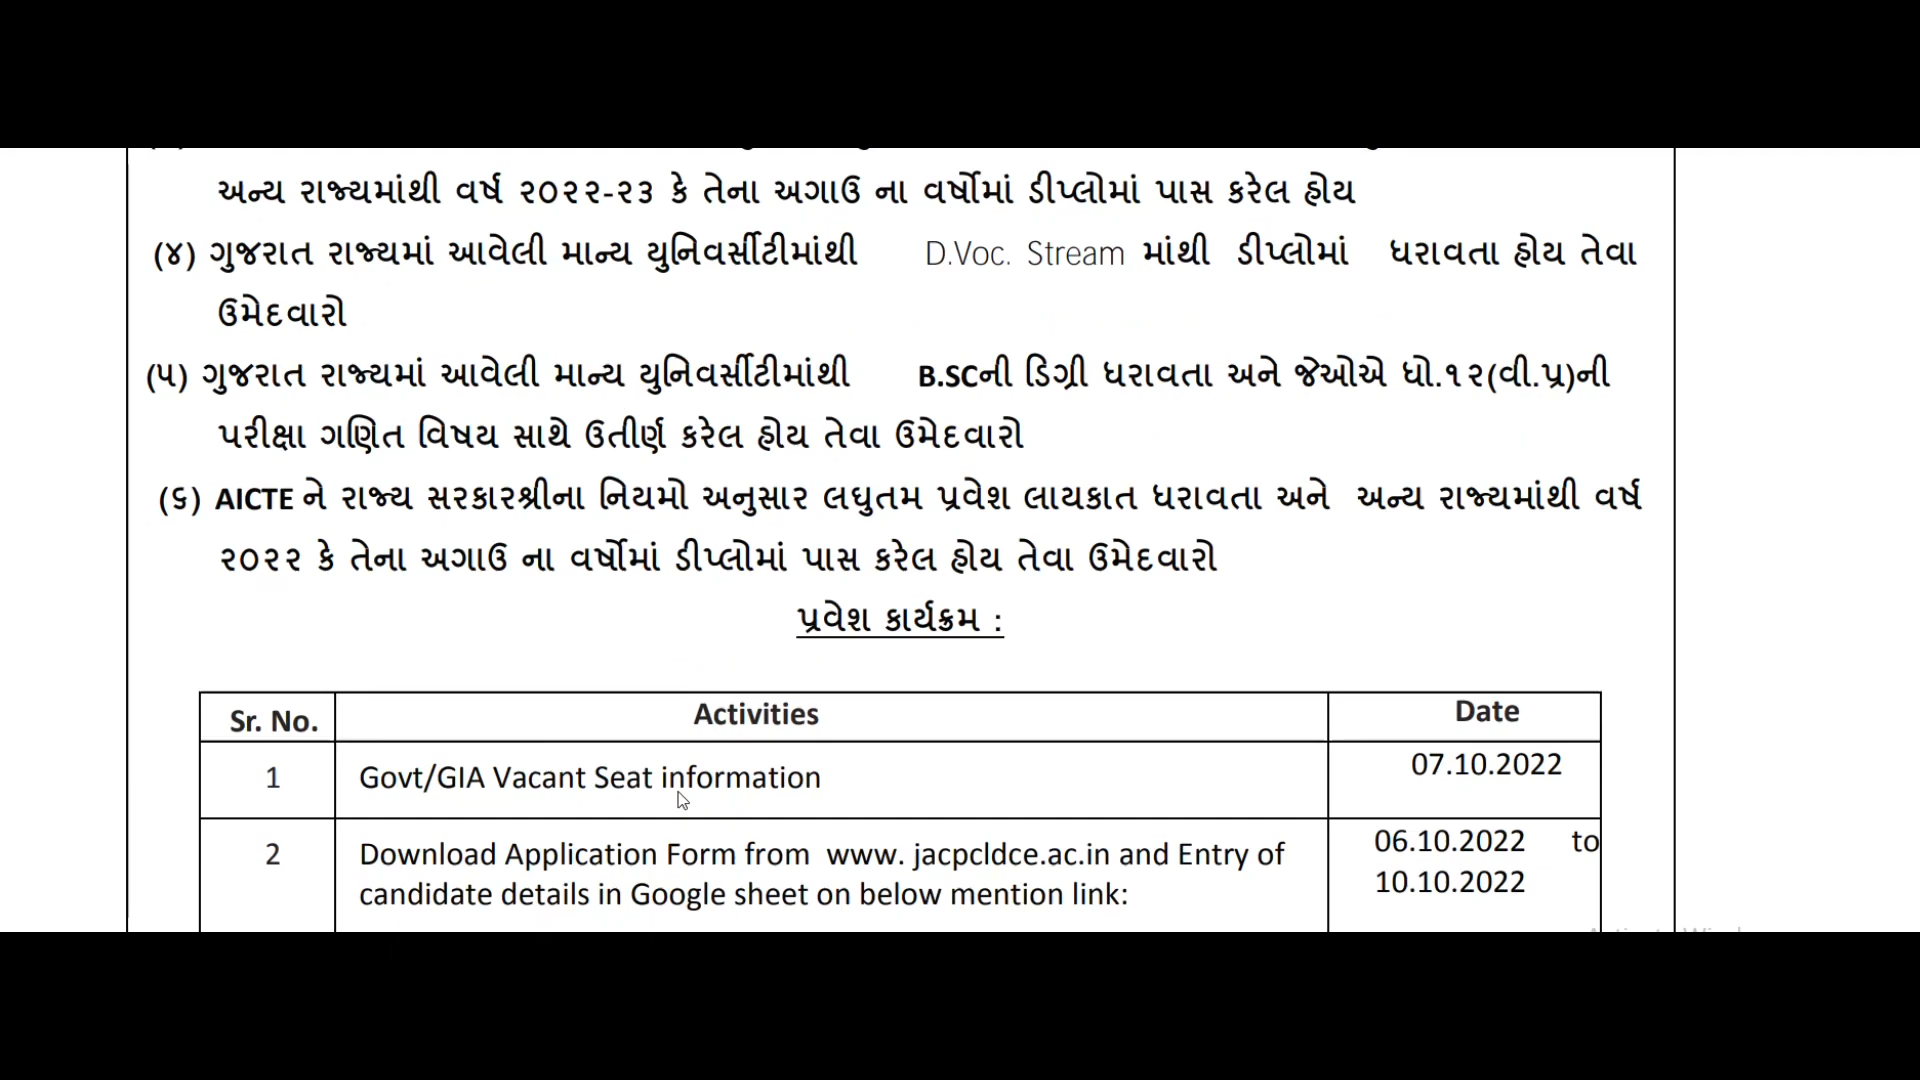 અન્ય રાજ્યમાંથી વર્ષ ૨૦૨૨-૨૩ કે તેના અગાઉ ના વર્ષોમાં ડીપ્લોમાં પાસ કરેલ હોય
(૪) ગુજરાત રાજ્યમાં આવેલી માન્ય યુનિવર્સીટીમાંથી D.Voc. Stream માંથી ડીપ્લોમાં ધરાવતા હોય તેવા
ઉમેદવારો
(૫) ગુજરાત રાજ્યમાં આવેલી માન્ય યુનિવર્સીટીમાંથી B.SCની ડિગ્રી ધરાવતા અને જેઓએ ધો.૧૨(વી.પ્ર)ની
પરીક્ષા ગણિત વિષય સાથે ઉતીર્ણ કરેલ હોય તેવા ઉમેદવારો
(૬) AICTE ને રાજ્ય સરકારશ્રીના નિયમો અનુસાર લઘુતમ પ્રવેશ લાયકાત ધરાવતા અને અન્ય રાજ્યમાંથી વર્ષ
૨૦૨૨ કે તેના અગાઉ ના વર્ષોમાં ડીપ્લોમાં પાસ કરેલ હોય તેવા ઉમેદવારો
પ્રવેશ કાર્યક્રમ :
Sr. No. Activities Date
1 Govt/GIA Vacant Seat information 07.10.2022
2 Download Application Form from www. jacpcldce.ac.in and Entry of 06.10.2022 to
candidate details in Google sheet on below mention link: 10.10.2022